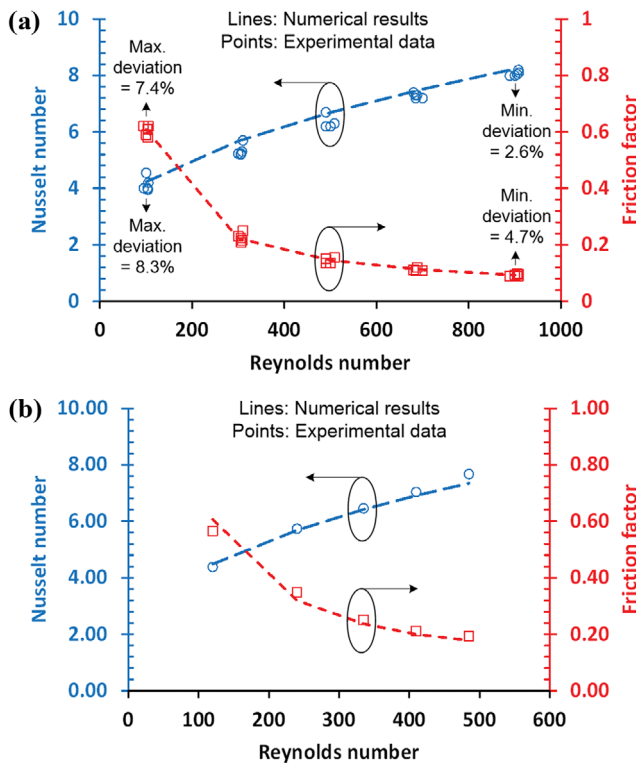 (a)
Lines: Numerical results
Points: Experimental data
Max.
deviation
= 7.4%
Max.
deviation
= 8.3%
Min.
deviation
= 2.6%
Min.
deviation
= 4.7%
Nusselt number
10
8
6
4
2
0
Friction factor
1
0.8
0.6
0.4
0.2
0
0 200 400 600 800 1000
Reynolds number
(b)
Lines: Numerical results
Points: Experimental data
Nusselt number
10.00
8.00
6.00
4.00
2.00
0.00
Friction factor
1.00
0.80
0.60
0.40
0.20
0.00
0 100 200 300 400 500 600
Reynolds number